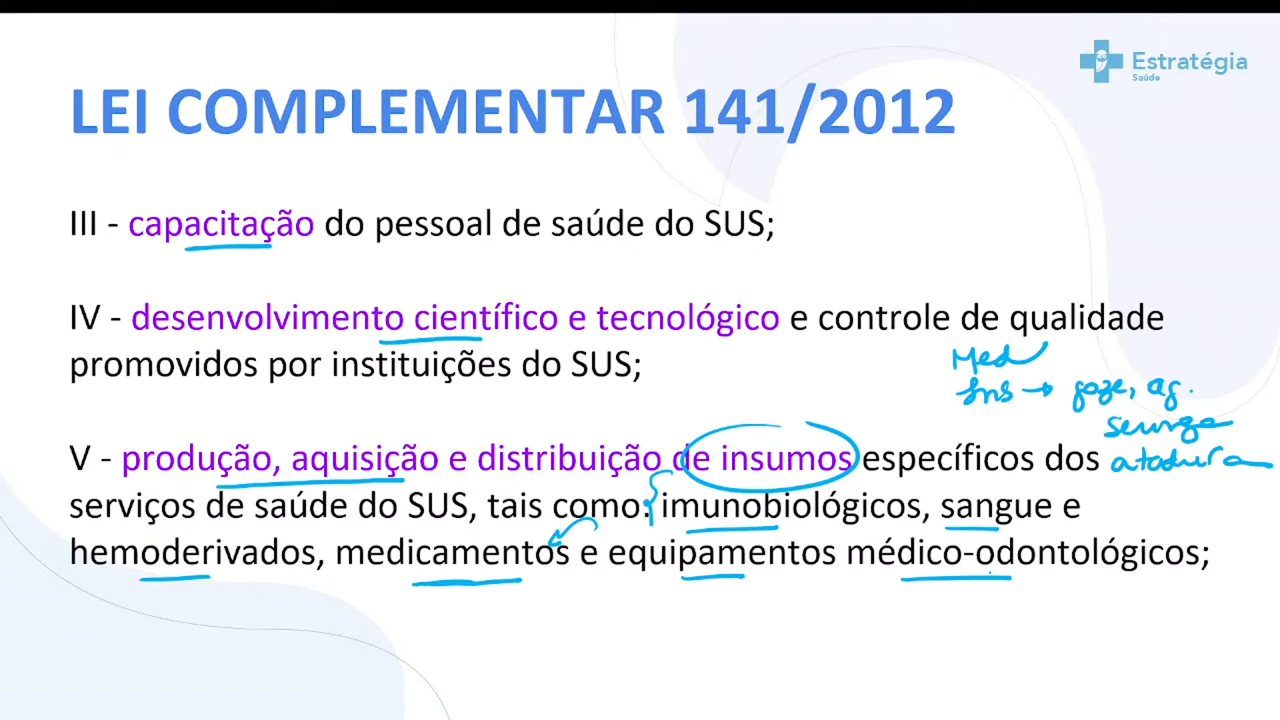 Estratégia
Saúde
LEI COMPLEMENTAR 141/2012
III - capacitação do pessoal de saúde do SUS;
IV - desenvolvimento científico e tecnológico e controle de qualidade
promovidos por instituições do SUS;
Med
Ins → gaze, ag.
seringa
atadura
V - produção, aquisição e distribuição de insumos específicos dos
serviços de saúde do SUS, tais como: imunobiológicos, sangue e
hemoderivados, medicamentos e equipamentos médico-odontológicos;